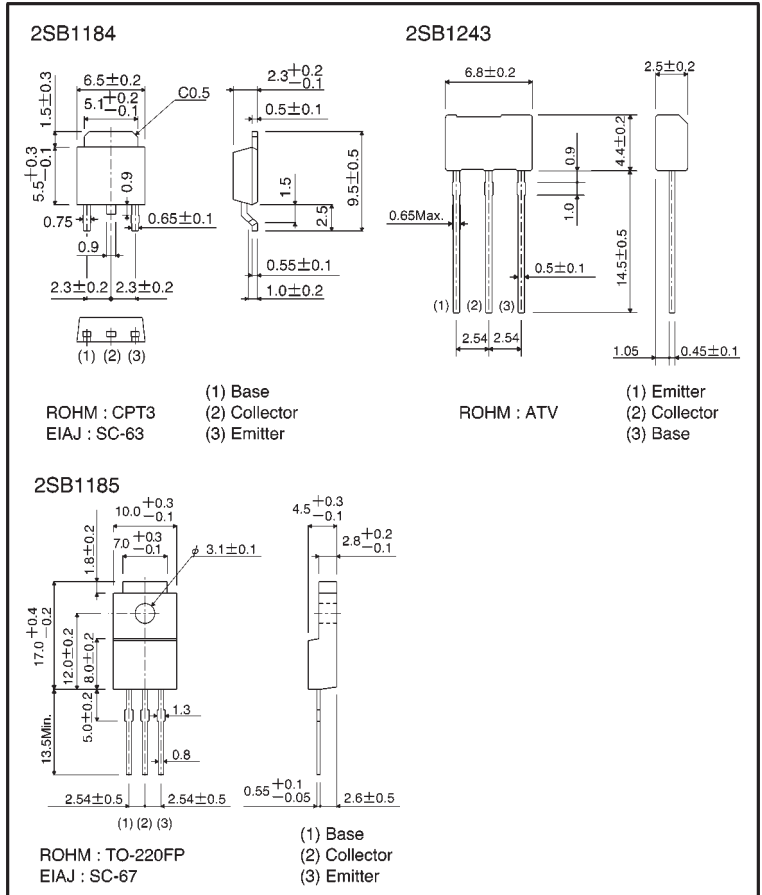 2SB1184
6.5±0.2
5.1+0.2−0.1
C0.5
1.5±0.3
5.5+0.3−0.1
0.9
0.75
0.65±0.1
0.9
2.3±0.2 2.3±0.2
(1) (2) (3)
2.3+0.2−0.1
0.5±0.1
1.5
2.5
9.5±0.5
0.55±0.1
1.0±0.2
ROHM : CPT3
EIAJ : SC-63
(1) Base
(2) Collector
(3) Emitter
2SB1243
6.8±0.2
2.5±0.2
4.4±0.2
0.9
1.0
0.65Max.
14.5±0.5
0.5±0.1
(1) (2) (3)
2.54 2.54
1.05
0.45±0.1
ROHM : ATV
(1) Emitter
(2) Collector
(3) Base
2SB1185
10.0+0.3−0.1
7.0+0.3−0.1
φ 3.1±0.1
1.8±0.2
17.0+0.4−0.2
12.0±0.2
8.0±0.2
5.0±0.2
13.5Min.
1.3
0.8
2.54±0.5 2.54±0.5
(1) (2) (3)
4.5+0.3−0.1
2.8+0.2−0.1
0.55+0.1−0.05
2.6±0.5
ROHM : TO-220FP
EIAJ : SC-67
(1) Base
(2) Collector
(3) Emitter